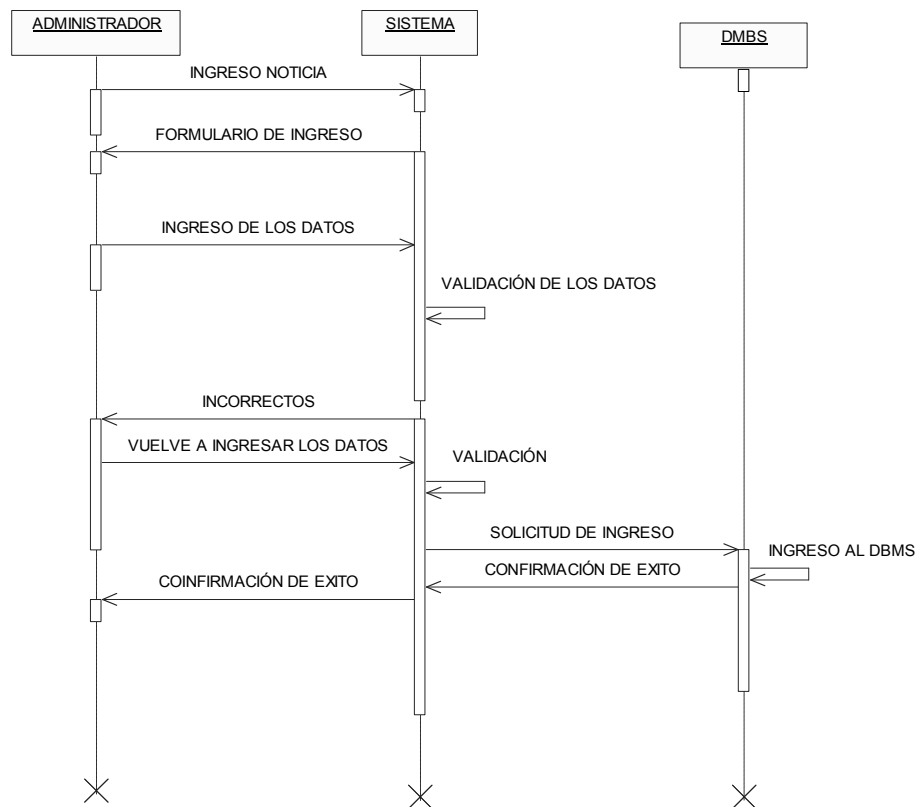 ADMINISTRADOR
SISTEMA
DMBS
INGRESO NOTICIA
FORMULARIO DE INGRESO
INGRESO DE LOS DATOS
VALIDACIÓN DE LOS DATOS
INCORRECTOS
VUELVE A INGRESAR LOS DATOS
VALIDACIÓN
SOLICITUD DE INGRESO
INGRESO AL DBMS
CONFIRMACIÓN DE EXITO
COINFIRMACIÓN DE EXITO